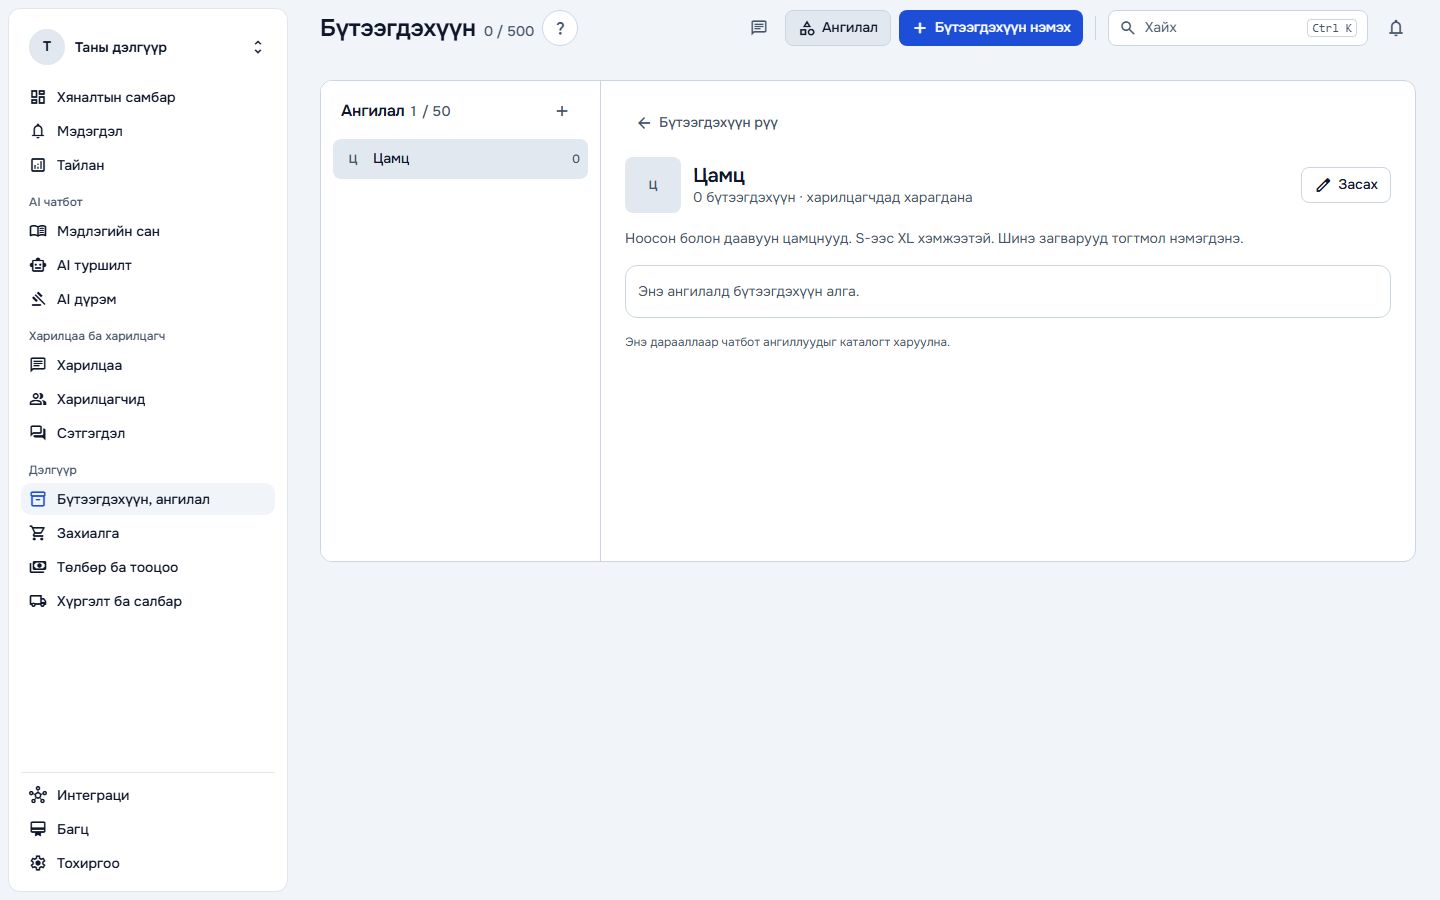 Т Таны дэлгүүр
Хяналтын самбар
Мэдэгдэл
Тайлан
AI чатбот
Мэдлэгийн сан
AI туршилт
AI дүрэм
Харилцаа ба харилцагч
Харилцаа
Харилцагчид
Сэтгэгдэл
Дэлгүүр
Бүтээгдэхүүн, ангилал
Захиалга
Төлбөр ба тооцоо
Хүргэлт ба салбар
Интеграци
Багц
Тохиргоо
Бүтээгдэхүүн 0 / 500 ?
Ангилал
+ Бүтээгдэхүүн нэмэх
Хайх Ctrl K
Ангилал 1 / 50 +
Ц Цамц 0
← Бүтээгдэхүүн рүү
Ц
Цамц
0 бүтээгдэхүүн · харилцагчдад харагдана
Засах
Ноосон болон даавуун цамцнууд. S-ээс XL хэмжээтэй. Шинэ загварууд тогтмол нэмэгдэнэ.
Энэ ангилалд бүтээгдэхүүн алга.
Энэ дарааллаар чатбот ангиллуудыг каталогт харуулна.